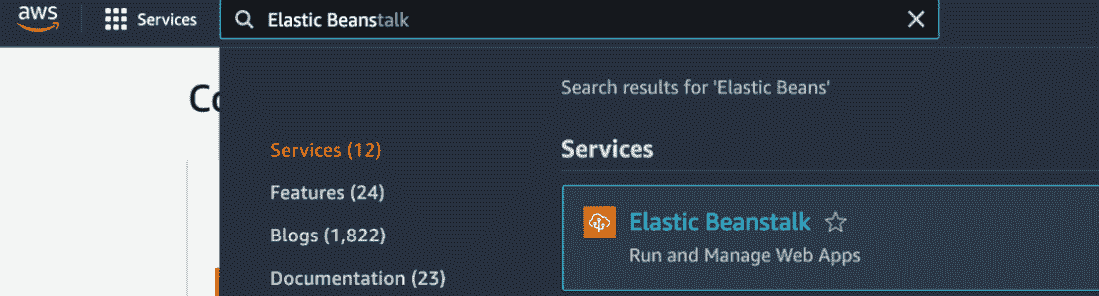 aws
Services
Elastic Beanstalk
Search results for 'Elastic Beans'
Services (12)
Features (24)
Blogs (1,822)
Documentation (23)
Services
Elastic Beanstalk
Run and Manage Web Apps